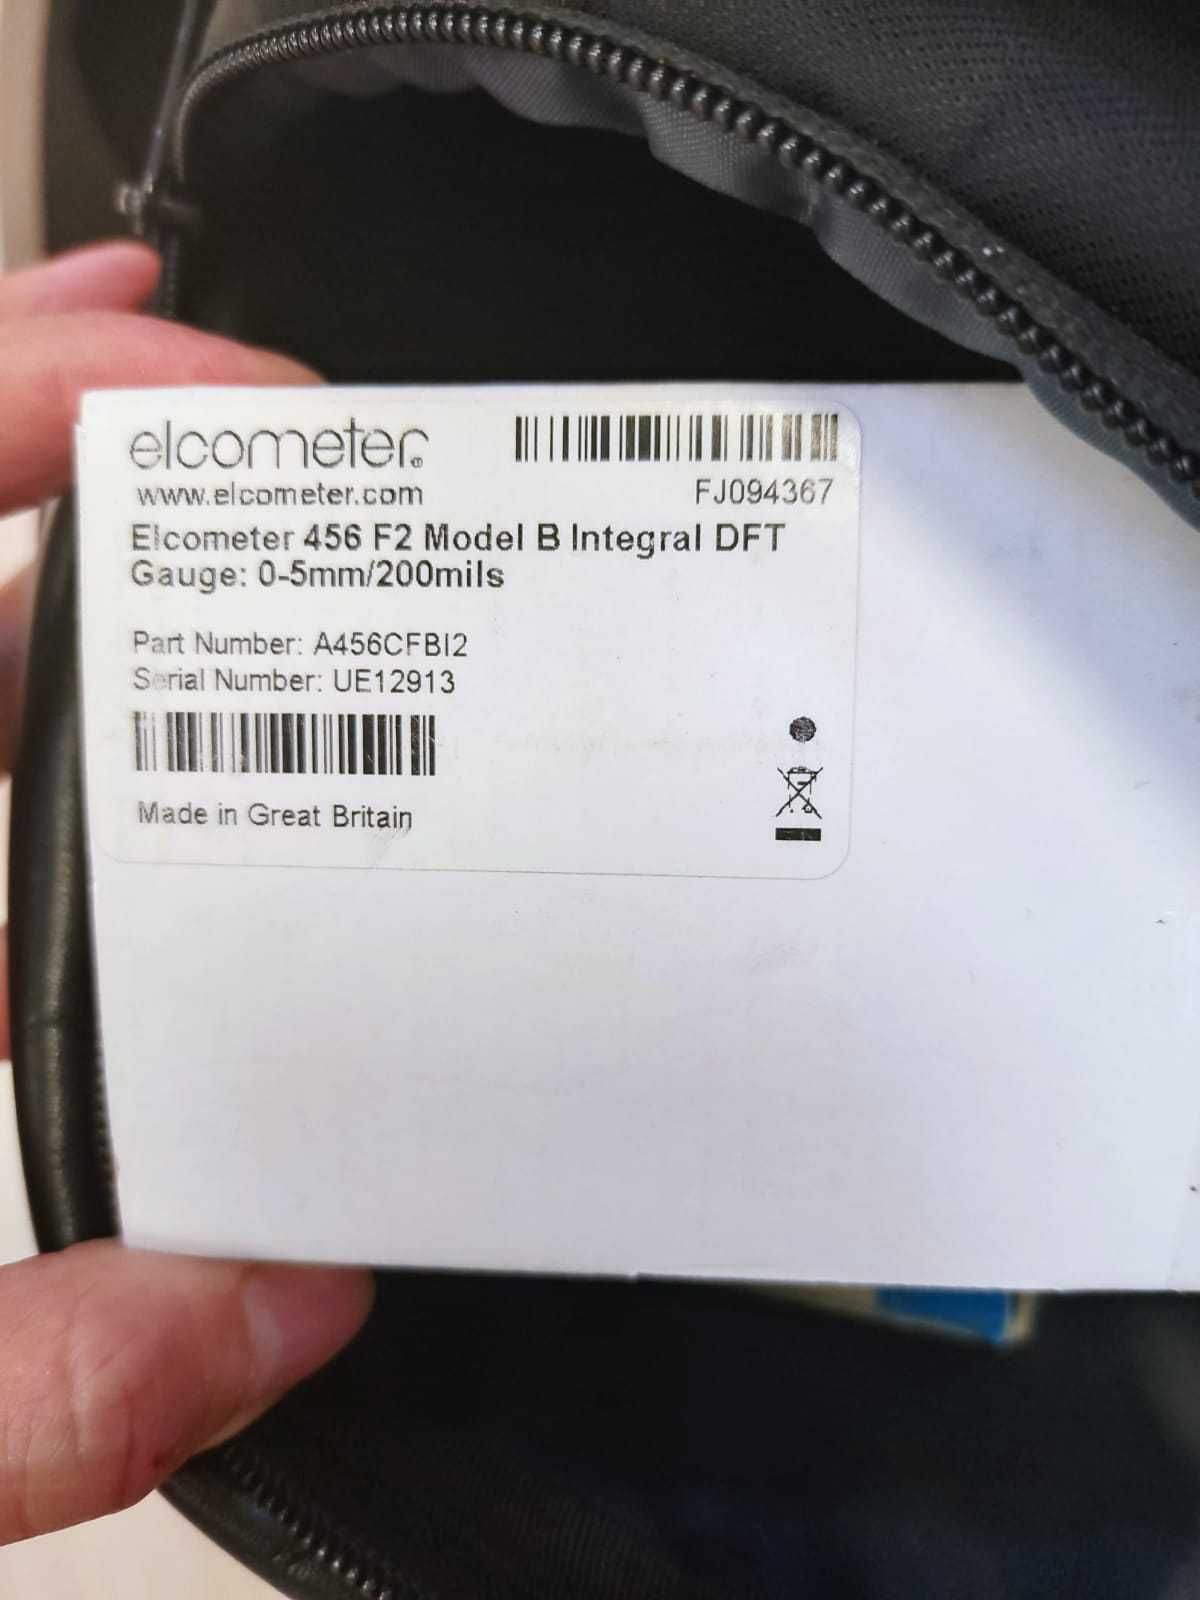 elcometer®
www.elcometer.com
FJ094367
Elcometer 456 F2 Model B Integral DFT
Gauge: 0-5mm/200mils
Part Number: A456CFBI2
Serial Number: UE12913
Made in Great Britain